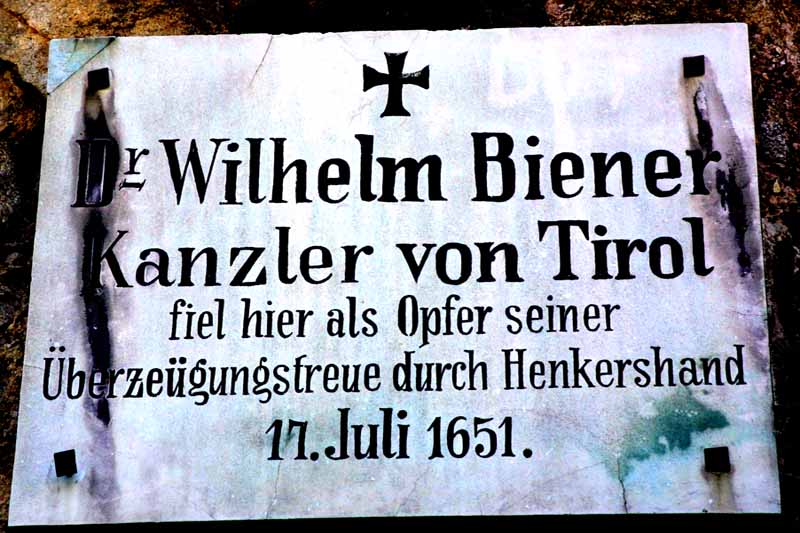 Dr Wilhelm Biener
Kanzler von Tirol
fiel hier als Opfer seiner
Überzeügungstreue durch Henkershand
17. Juli 1651.